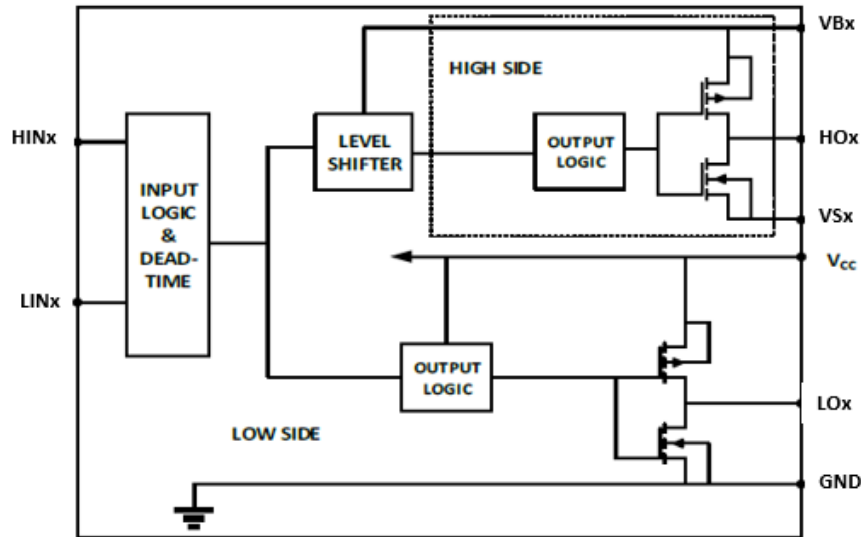 VBx
HIGH SIDE
HINx
LEVEL
SHIFTER
OUTPUT
LOGIC
HOx
INPUT
LOGIC
&
DEAD-
TIME
VSx
VCC
LINx
OUTPUT
LOGIC
LOx
LOW SIDE
GND